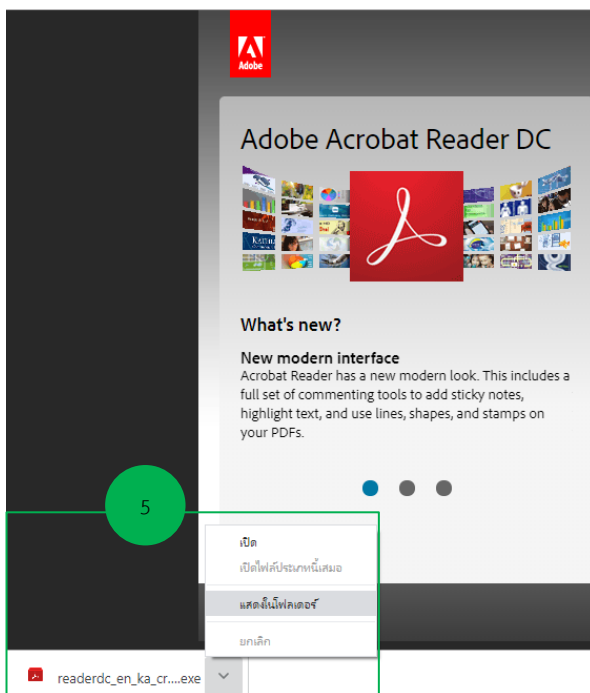 Adobe
Adobe Acrobat Reader DC
What's new?
New modern interface
Acrobat Reader has a new modern look. This includes a
full set of commenting tools to add sticky notes,
highlight text, and use lines, shapes, and stamps on
your PDFs.
5
เปิด
เปิดไฟล์ประเภทนี้เสมอ
แสดงในโฟลเดอร์
ยกเลิก
readerdc_en_ka_cr....exe